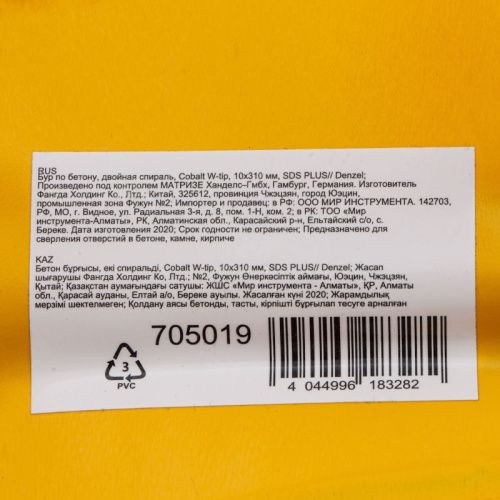 RUS
Бур по бетону, двойная спираль, Cobalt W-tip, 10x310 мм, SDS PLUS// Denzel;
Произведено под контролем МАТРИЗЕ Хандело-Гмбх, Гамбург, Германия. Изготовитель
Фангда Холдинг Ко., Лтд.; Китай, 325612, провинция Чжэцзян, город Юэцин,
промышленная зона Фужун №2; Импортер и продавец: в РФ: ООО МИР ИНСТРУМЕНТА. 142703,
РФ, МО, г. Видное, ул. Радиальная 3-я, д. 8, пом. 1-Н, ком. 2; в РК: ТОО «Мир
инструмента-Алматы», РК, Алматинская обл., Карасайский р-н, Ельтайский с/о, с.
Береке. Дата изготовления 2020; Срок годности не ограничен; Предназначено для
сверления отверстий в бетоне, камне, кирпиче
KAZ
Бетон бұрғысы, екі спиральді, Cobalt W-tip, 10x310 мм, SDS PLUS// Denzel; Жасап
шығарушы Фангда Холдинг Ко., Лтд.; №2, Фужун Өнеркәсіптік аймағы, Юэцин, Чжэцзян,
Қытай; Қазақстан аумағындағы сатушы: ЖШС «Мир инструмента - Алматы», ҚР, Алматы
обл., Қарасай ауданы, Елтай а/о, Береке ауылы. Жасалған күні 2020; Жарамдылық
мерзімі шектелмеген; Қолдану аясы бетонды, тасты, кірпішті бұрғылап тесуге арналған
705019
3
PVC
4 044996 183282